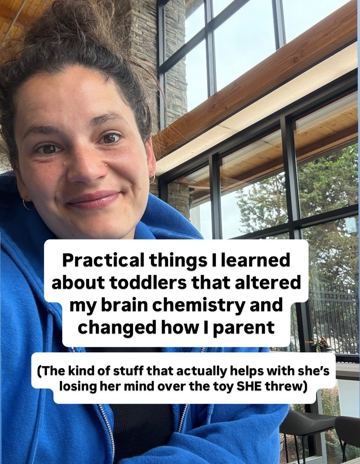 Practical things I learned
about toddlers that altered
my brain chemistry and
changed how I parent
(The kind of stuff that actually helps with she's
losing her mind over the toy SHE threw)